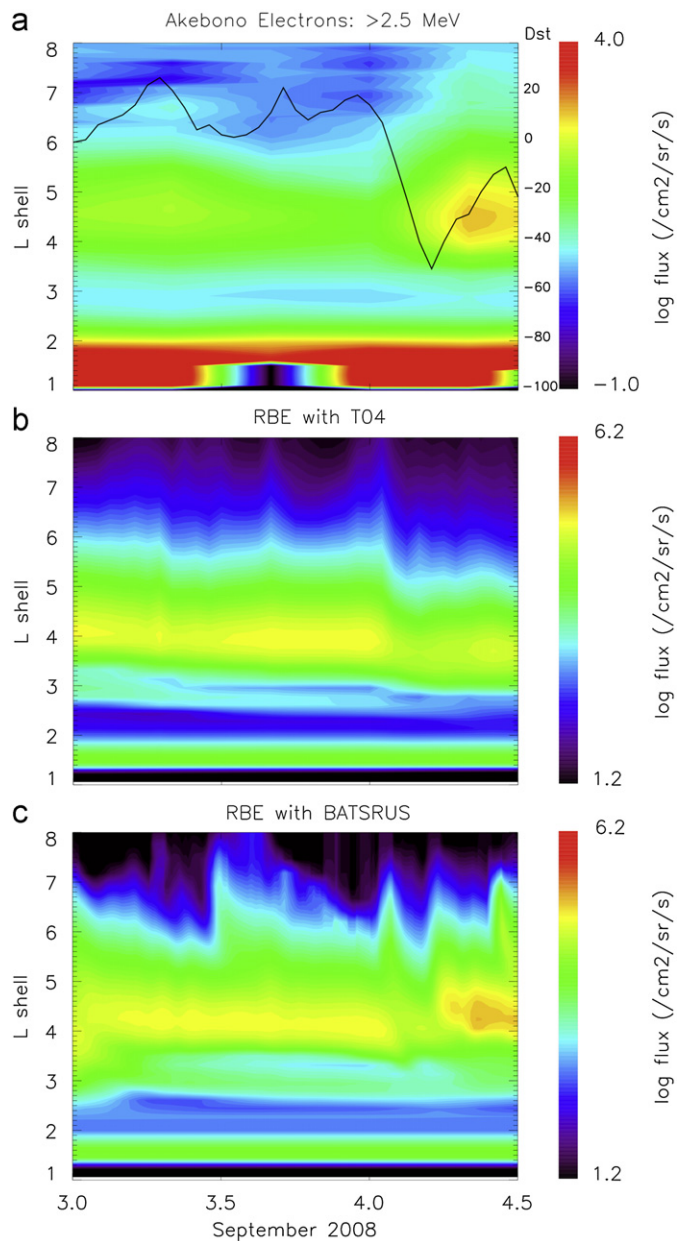 a
Akebono Electrons: >2.5 MeV
Dst
8
7
6
5
4
3
2
1
L shell
20
0
-20
-40
-60
-80
-100
4.0
-1.0
log flux (/cm2/sr/s)
b
RBE with T04
8
7
6
5
4
3
2
1
L shell
6.2
1.2
log flux (/cm2/sr/s)
c
RBE with BATSRUS
8
7
6
5
4
3
2
1
L shell
6.2
1.2
log flux (/cm2/sr/s)
3.0 3.5 4.0 4.5
September 2008